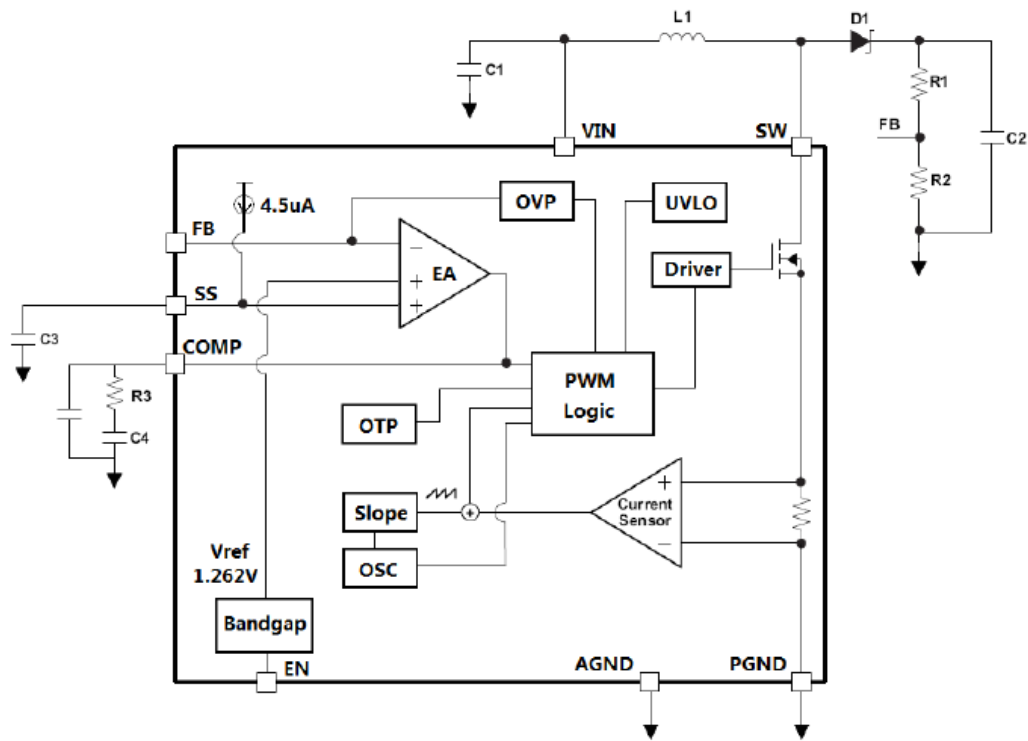 L1
D1
C1
R1
VIN
SW
FB
C2
R2
4.5uA
OVP
UVLO
FB
EA
Driver
SS
C3
COMP
PWM
Logic
R3
OTP
C4
Current
Sensor
Slope
OSC
Vref
1.262V
Bandgap
EN
AGND
PGND